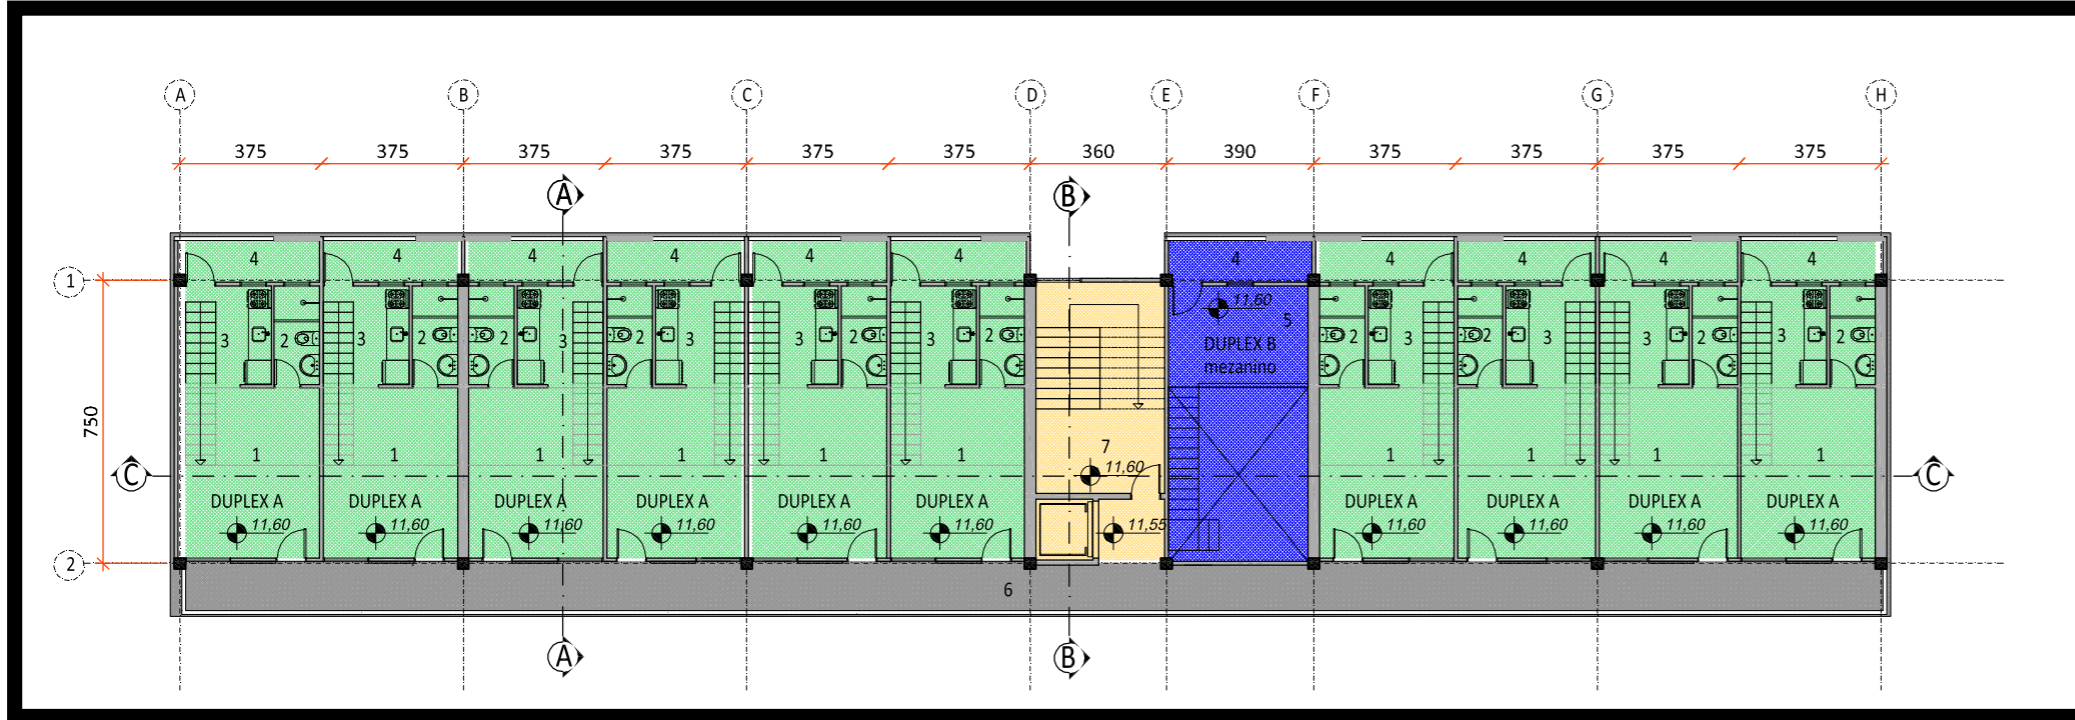 A B C D E F G H
375 375 375 375 375 375 360 390 375 375 375 375
A B
4 4 4 4 4 4 4 4 4 4 4
1
11,60
5
3 2 3 2 2 3 2 3 3 2 3 2 2 3 2 3 3 2 3 2
DUPLEX B
mezanino
750
7
1 1 1 1 1 1 1 1 1 1
C 11,60 C
DUPLEX A DUPLEX A DUPLEX A DUPLEX A DUPLEX A DUPLEX A DUPLEX A DUPLEX A DUPLEX A DUPLEX A
11,60 11,60 11,60 11,60 11,60 11,60 11,55 11,60 11,60 11,60 11,60
2
6
A B